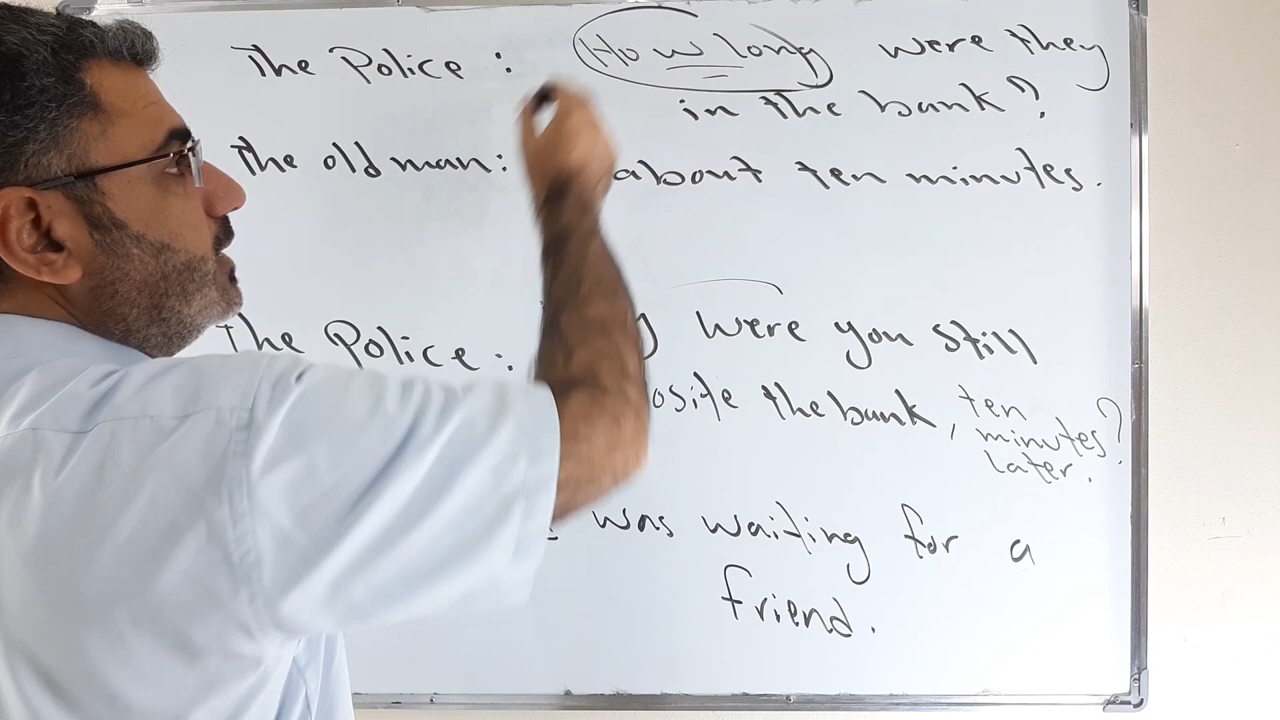 The Police : How long were they
in the bank?
The old man: about ten minutes.
The Police : were you still
the bank, ten
minutes?
later.
was waiting for a
friend.